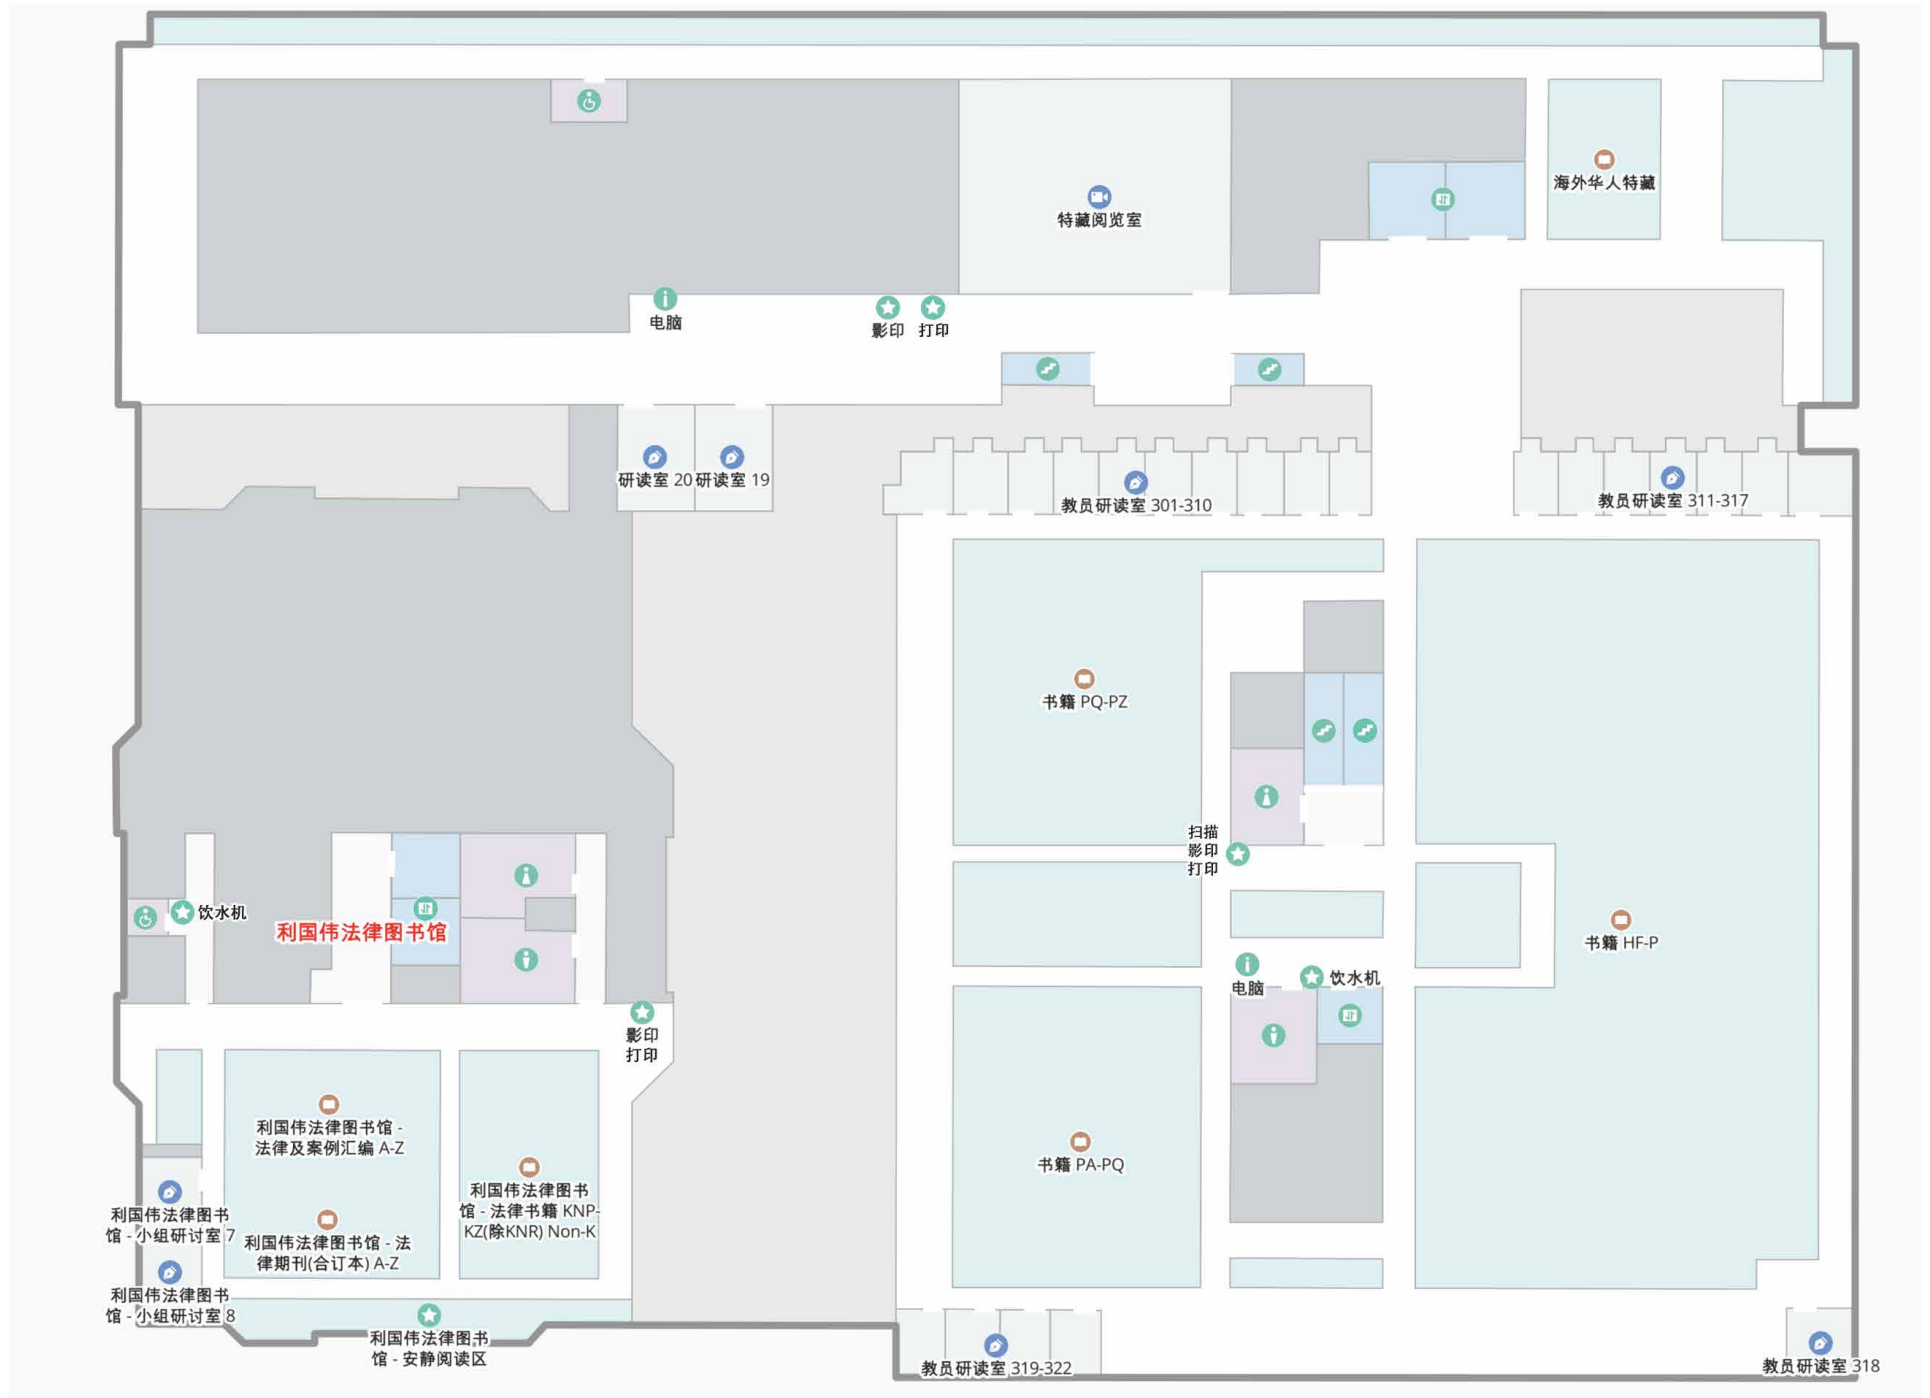 海外华人特藏
特藏阅览室
电脑
影印
打印
研读室 20
研读室 19
教员研读室 301-310
教员研读室 311-317
书籍 PQ-PZ
扫描
影印
打印
饮水机
利国伟法律图书馆
书籍 HF-P
电脑
饮水机
影印
打印
利国伟法律图书馆 -
法律及案例汇编 A-Z
书籍 PA-PQ
利国伟法律图书
馆 - 法律书籍 KNP-
KZ(除KNR) Non-K
利国伟法律图书
馆 - 小组研讨室 7
利国伟法律图书馆 - 法
律期刊(合订本) A-Z
利国伟法律图书
馆 - 小组研讨室 8
利国伟法律图书
馆 - 安静阅读区
教员研读室 319-322
教员研读室 318